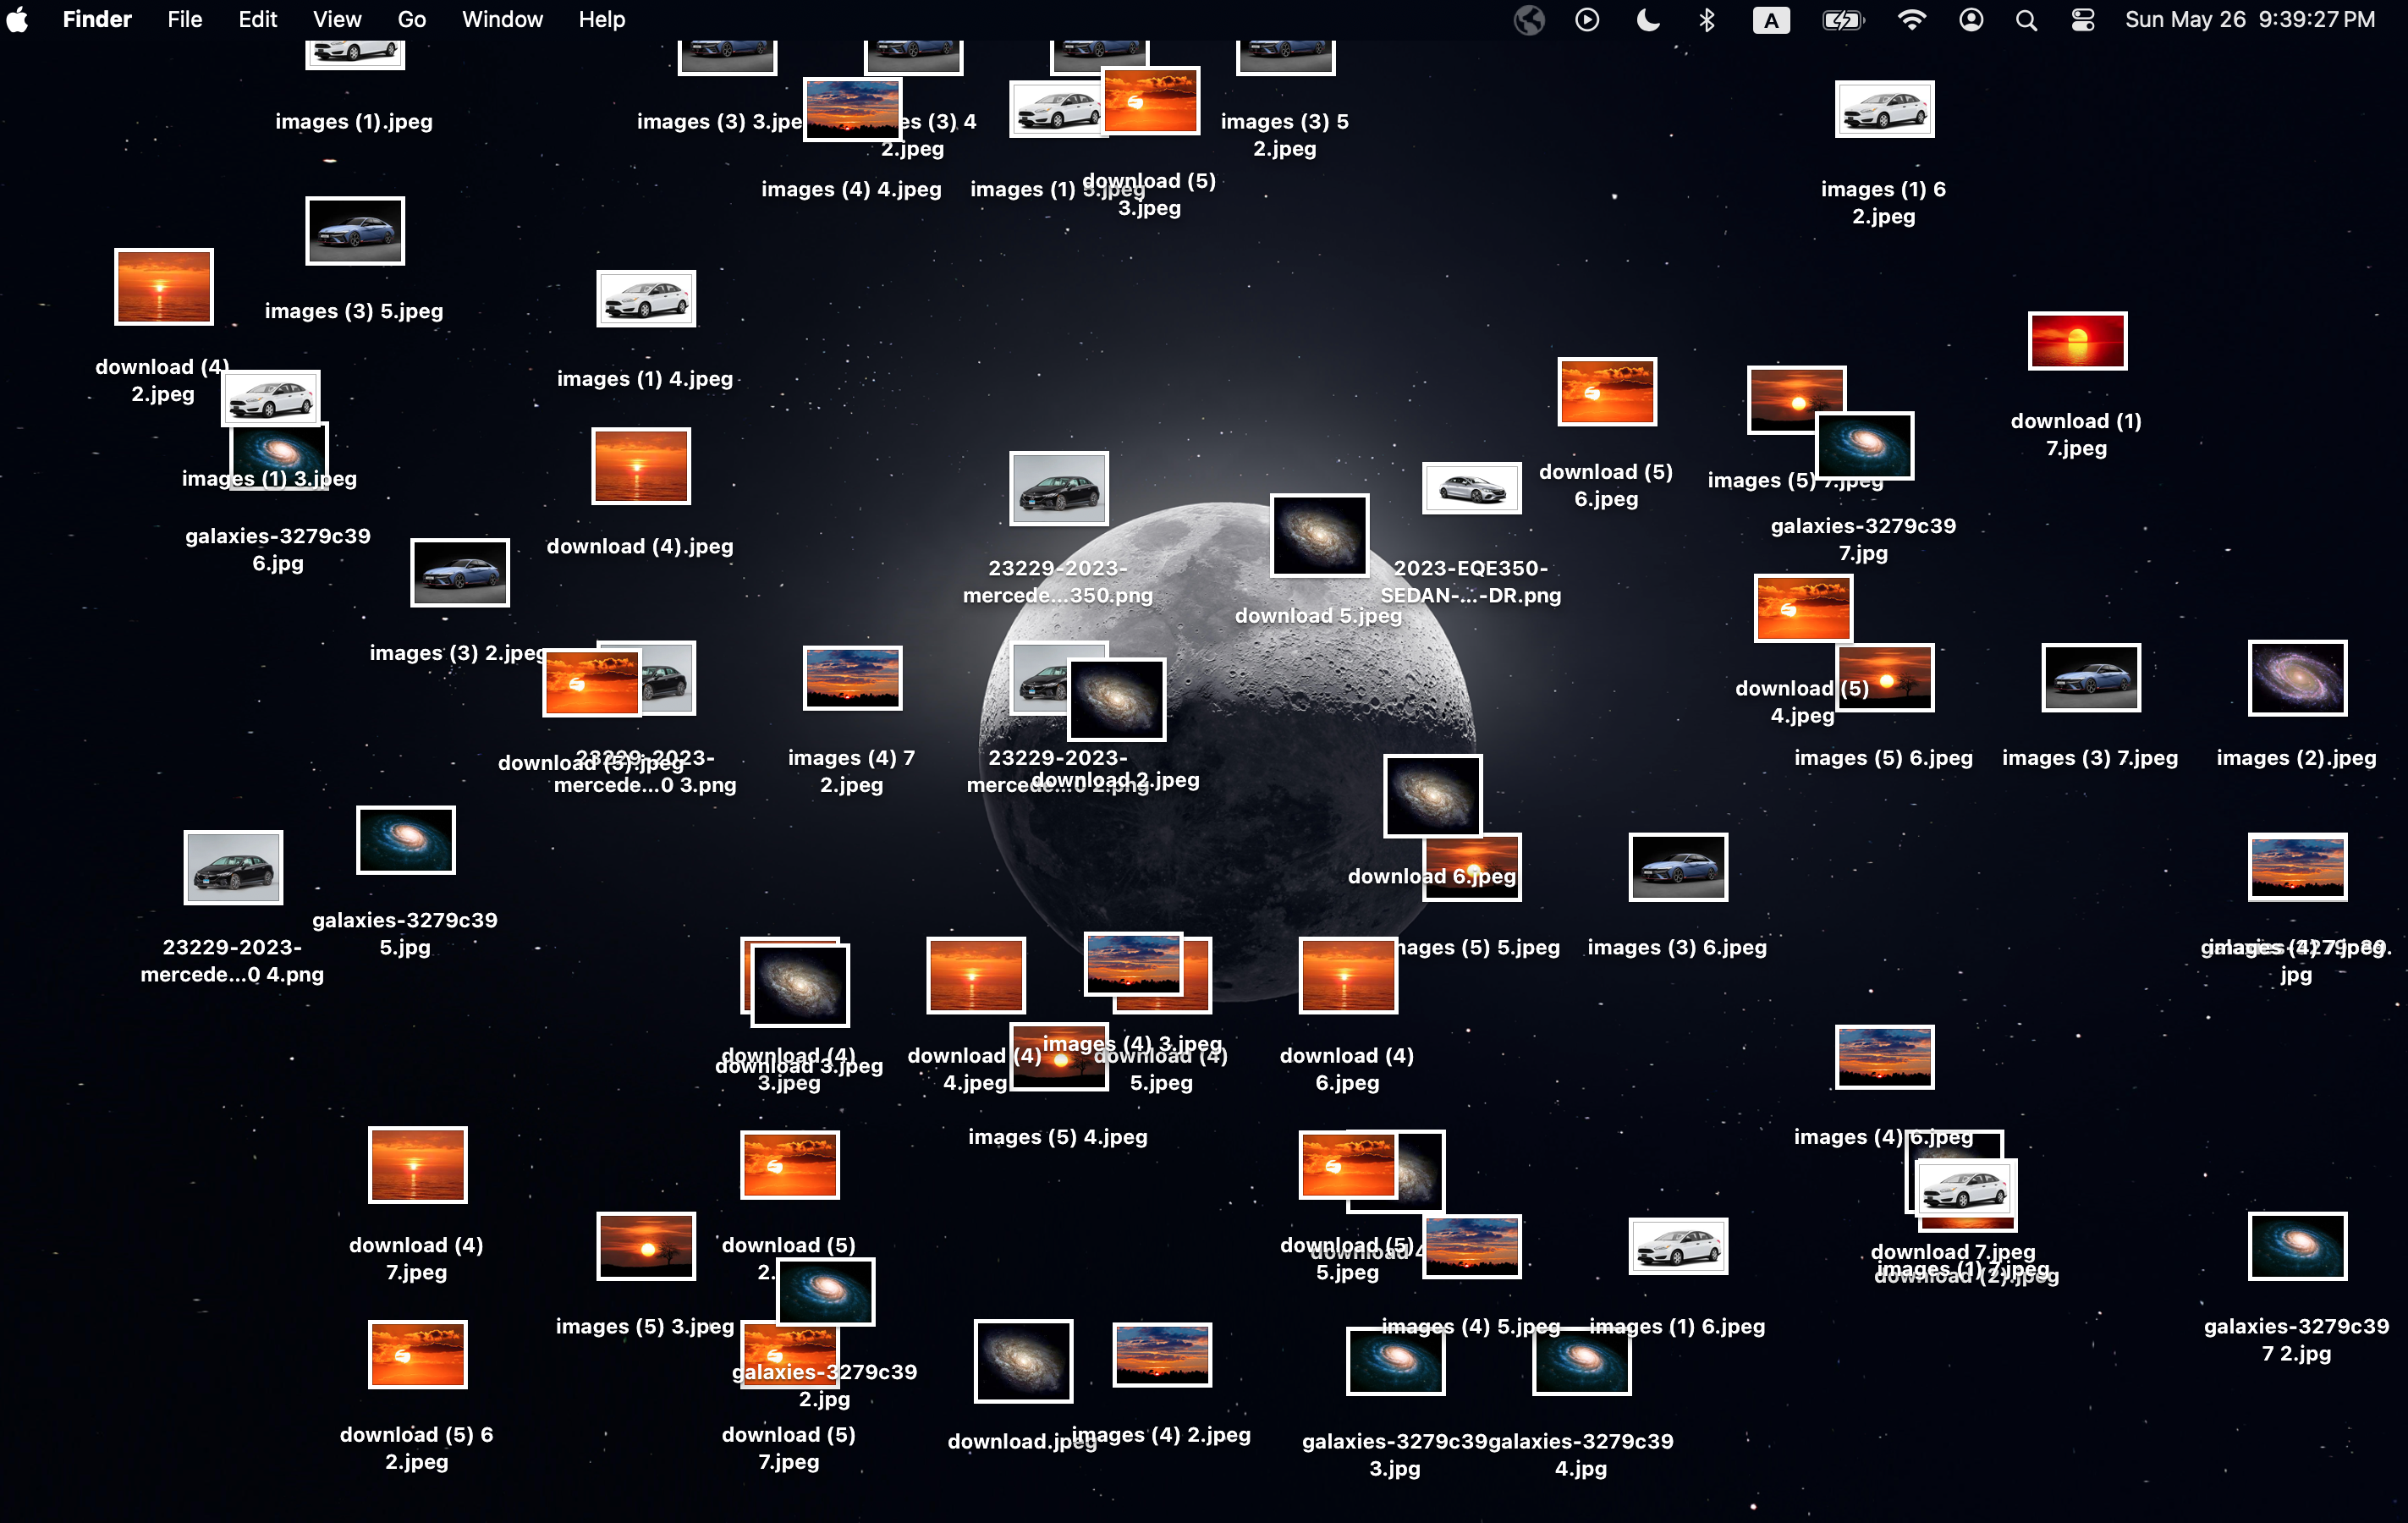 Finder File Edit View Go Window Help A Sun May 26 9:39:27 PM
images (1).jpeg
images (3) 3.jpe
es (3) 4
2.jpeg
images (3) 5
2.jpeg
images (4) 4.jpeg
images (1) 5.jpeg
download (5)
3.jpeg
images (1) 6
2.jpeg
images (3) 5.jpeg
download (4)
2.jpeg
images (1) 4.jpeg
download (1)
7.jpeg
images (1) 3.jpeg
download (5)
6.jpeg
images (5) 7.jpeg
galaxies-3279c39
6.jpg
download (4).jpeg
galaxies-3279c39
7.jpg
23229-2023-
mercede...350.png
2023-EQE350-
SEDAN-...-DR.png
download 5.jpeg
images (3) 2.jpeg
download (5)
4.jpeg
download (5).jpeg
23229-2023-
mercede...0 3.png
images (4) 7
2.jpeg
23229-2023-
mercede...0 2.png
download 2.jpeg
images (5) 6.jpeg
images (3) 7.jpeg
images (2).jpeg
download 6.jpeg
galaxies-3279c39
5.jpg
23229-2023-
mercede...0 4.png
mages (5) 5.jpeg
images (3) 6.jpeg
images (4) 7.jpeg
jpg
download (4)
3.jpeg
download 3.jpeg
download (4)
4.jpeg
images (4) 3.jpeg
download (4)
5.jpeg
download (4)
6.jpeg
images (5) 4.jpeg
images (4) 6.jpeg
download (4)
7.jpeg
download (5)
2.
download (5)
5.jpeg
download 4
download 7.jpeg
images (1) 7.jpeg
download (2).jpeg
images (5) 3.jpeg
images (4) 5.jpeg
images (1) 6.jpeg
galaxies-3279c39
7 2.jpg
galaxies-3279c39
2.jpg
download (5) 6
2.jpeg
download (5)
7.jpeg
download.jpeg
images (4) 2.jpeg
galaxies-3279c39
3.jpg
galaxies-3279c39
4.jpg